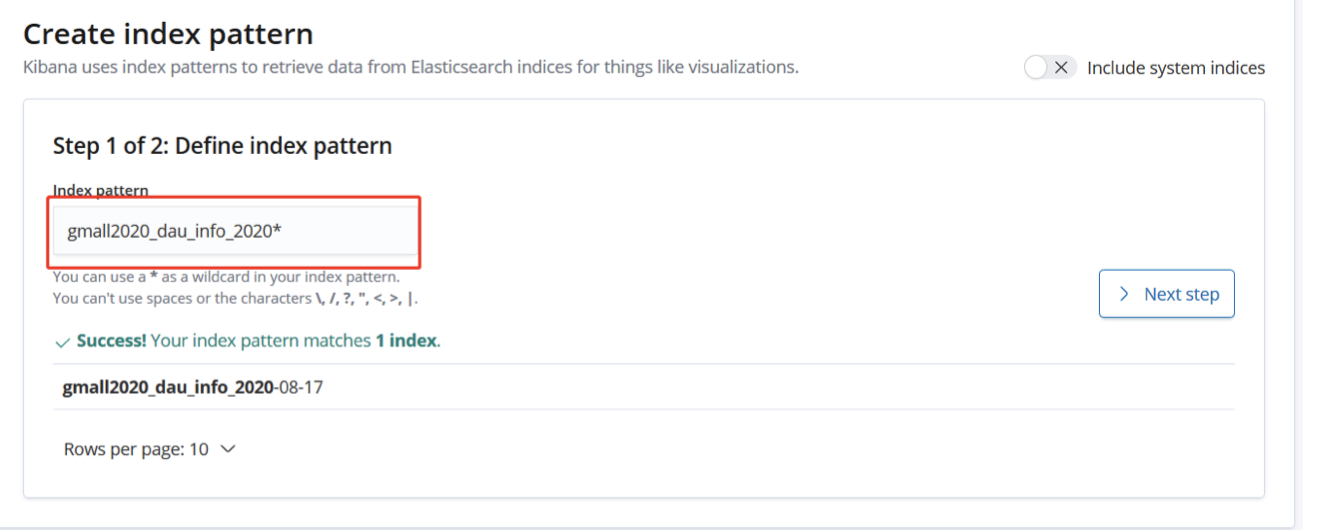 Create index pattern
Kibana uses index patterns to retrieve data from Elasticsearch indices for things like visualizations.
Include system indices
Step 1 of 2: Define index pattern
Index pattern
gmall2020_dau_info_2020*
You can use a * as a wildcard in your index pattern.
You can't use spaces or the characters \, /, ?, ", <, >, |.
Next step
Success! Your index pattern matches 1 index.
gmall2020_dau_info_2020-08-17
Rows per page: 10